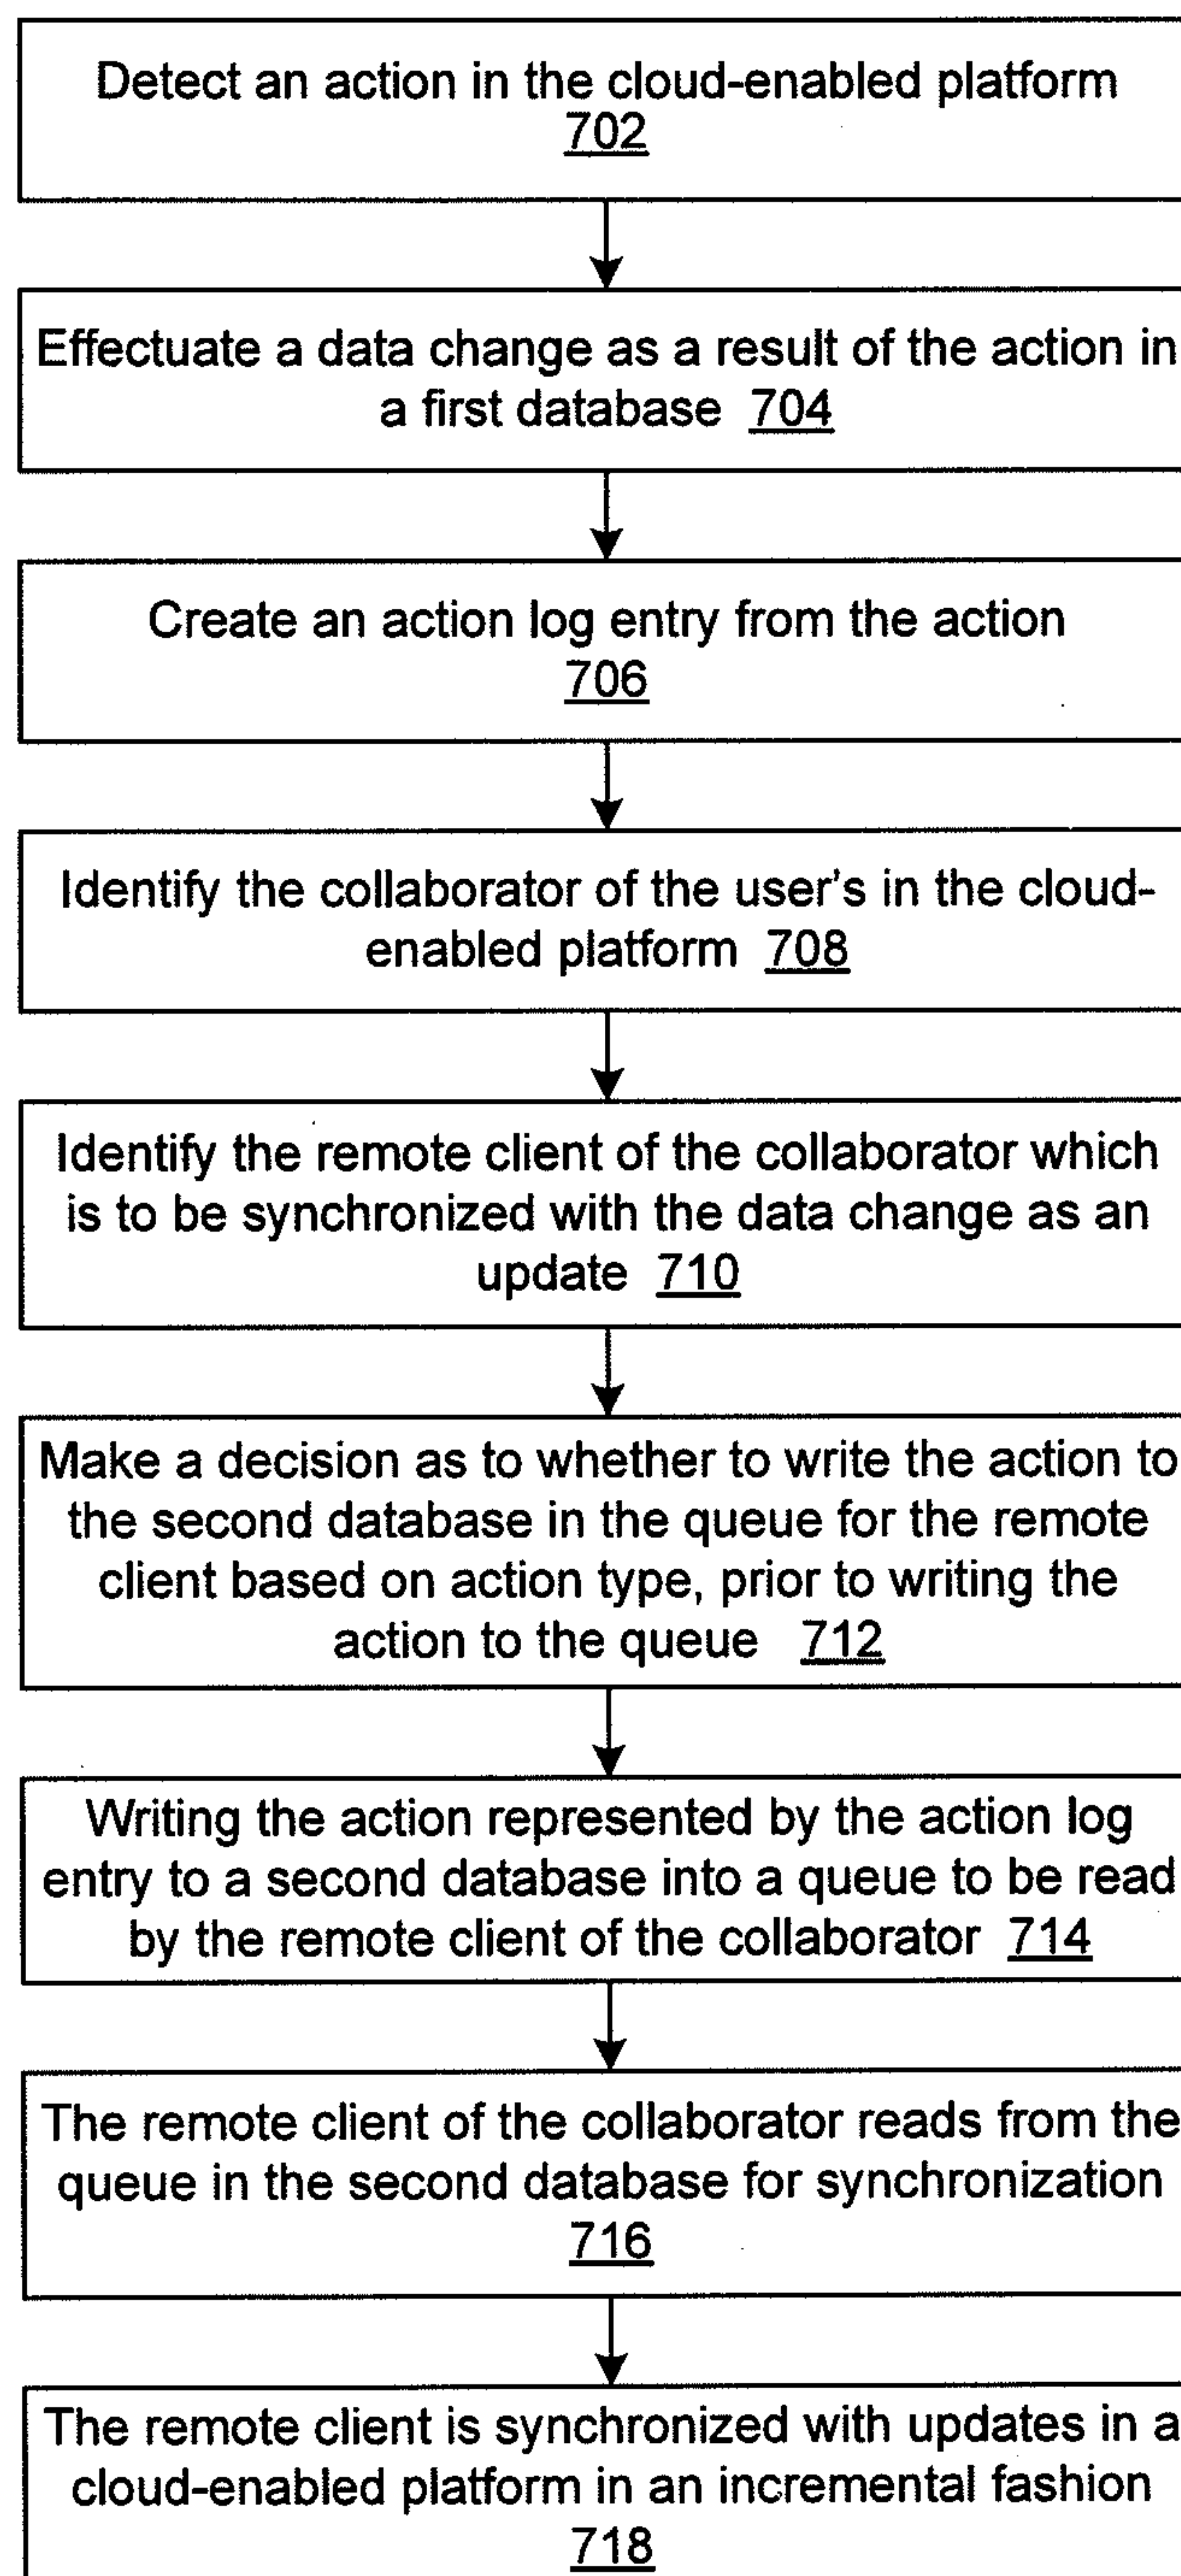 Detect an action in the cloud-enabled platform
702
Effectuate a data change as a result of the action in
a first database 704
Create an action log entry from the action
706
Identify the collaborator of the user's in the cloud-
enabled platform 708
Identify the remote client of the collaborator which
is to be synchronized with the data change as an
update 710
Make a decision as to whether to write the action to
the second database in the queue for the remote
client based on action type, prior to writing the
action to the queue 712
Writing the action represented by the action log
entry to a second database into a queue to be read
by the remote client of the collaborator 714
The remote client of the collaborator reads from the
queue in the second database for synchronization
716
The remote client is synchronized with updates in a
cloud-enabled platform in an incremental fashion
718